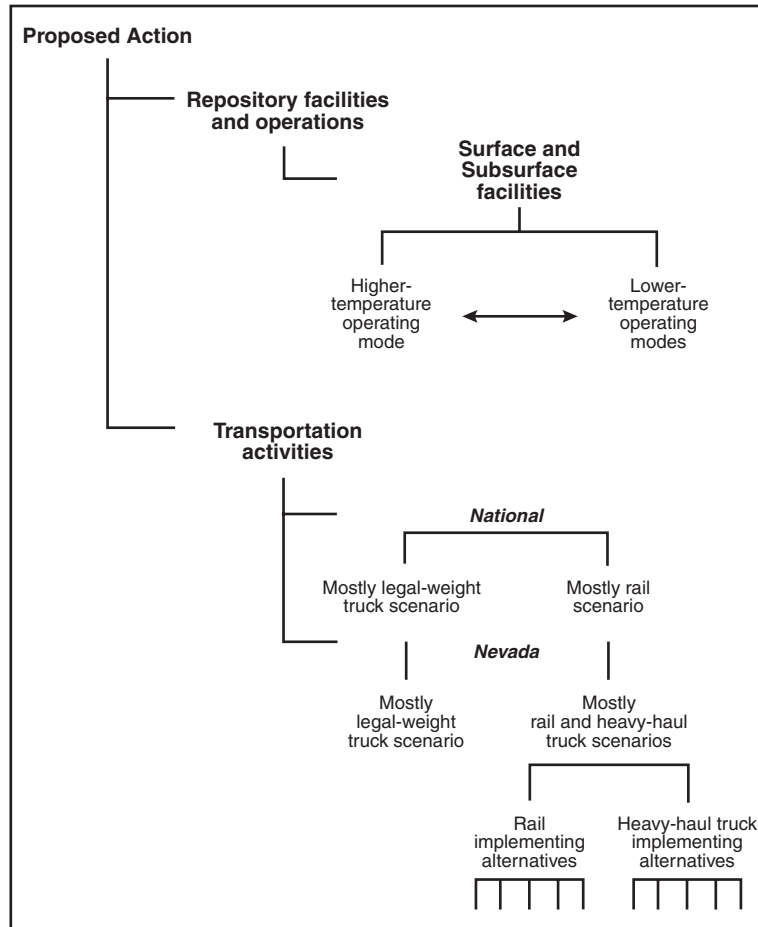 Proposed Action
Repository facilities
and operations
Surface and
Subsurface
facilities
Higher-
temperature
operating
mode
Lower-
temperature
operating
modes
Transportation
activities
National
Mostly legal-weight
truck scenario
Mostly rail
scenario
Nevada
Mostly
legal-weight
truck scenario
Mostly
rail and heavy-haul
truck scenarios
Rail
implementing
alternatives
Heavy-haul truck
implementing
alternatives